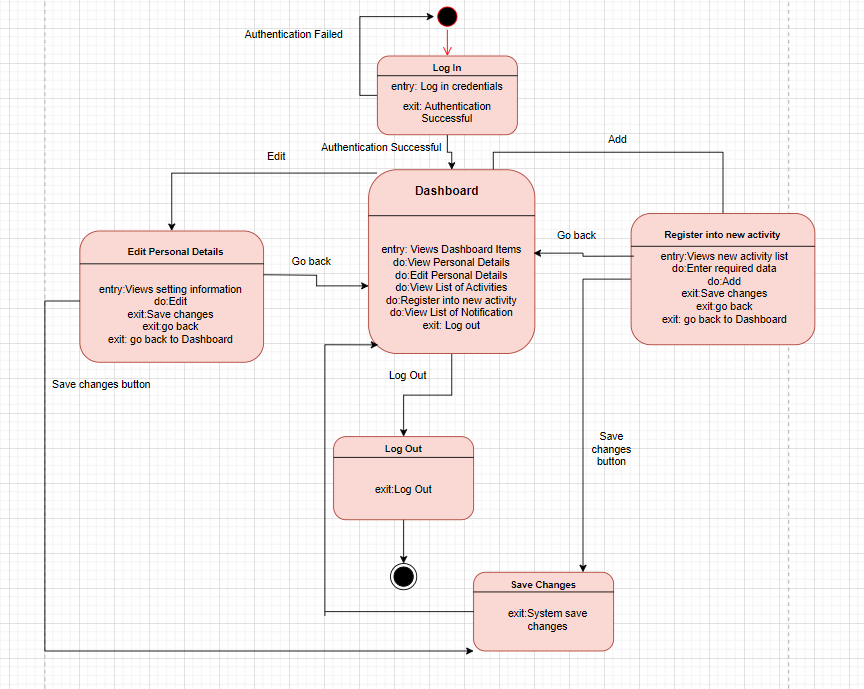 Authentication Failed
Log In
entry: Log in credentials
exit: Authentication
Successful
Authentication Successful
Add
Edit
Dashboard
entry: Views Dashboard Items
do:View Personal Details
do:Edit Personal Details
do:View List of Activities
do:Register into new activity
do:View List of Notification
exit: Log out
Edit Personal Details
entry:Views setting information
do:Edit
exit:Save changes
exit:go back
exit: go back to Dashboard
Go back
Go back
Register into new activity
entry:Views new activity list
do:Enter required data
do:Add
exit:Save changes
exit:go back
exit: go back to Dashboard
Save changes button
Log Out
Save
changes
button
Log Out
exit:Log Out
Save Changes
exit:System save
changes